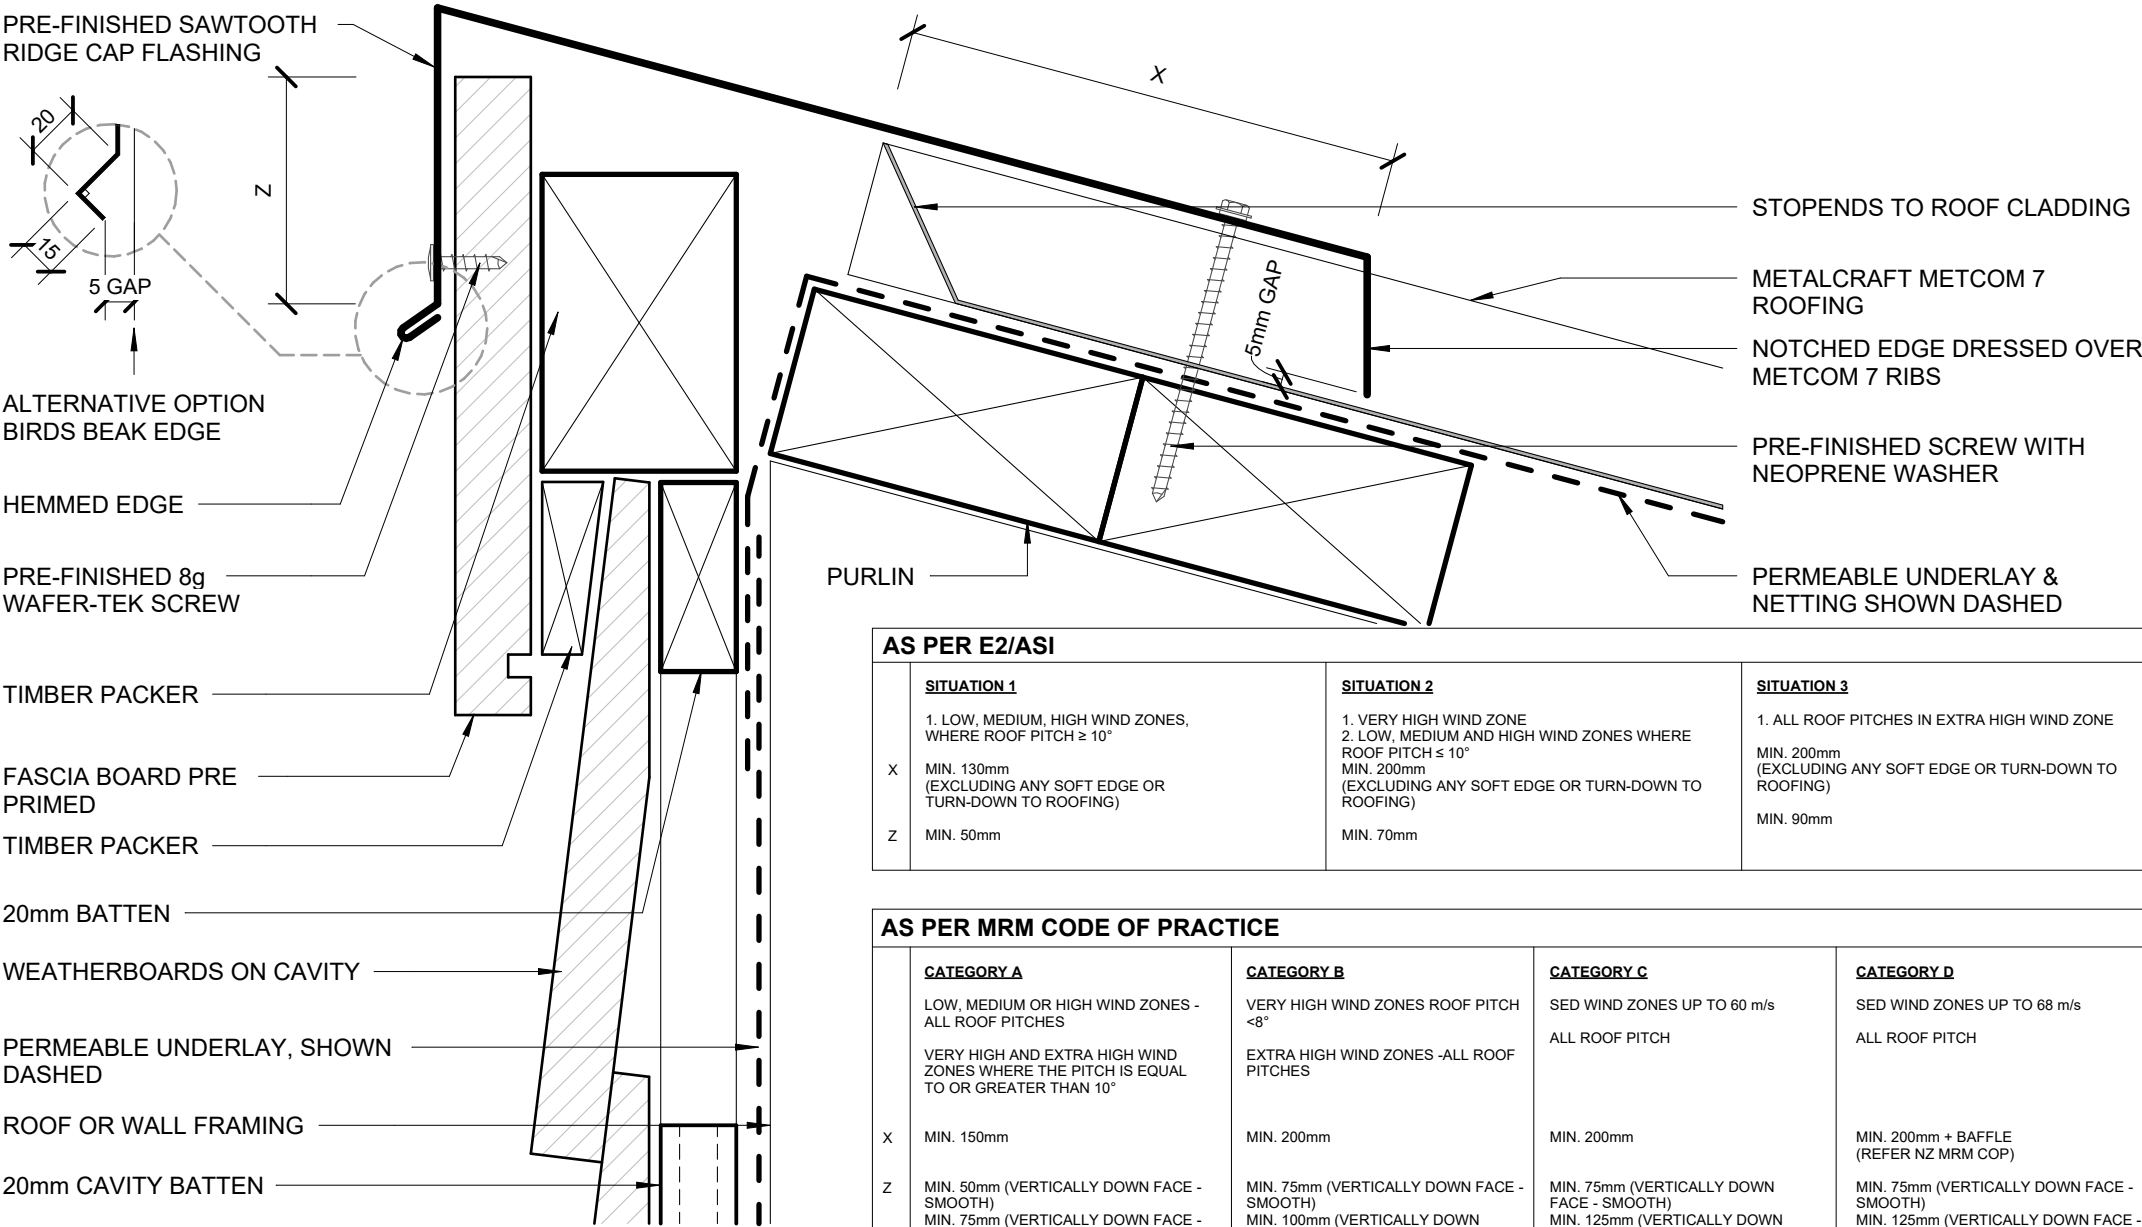 PRE-FINISHED SAWTOOTH
RIDGE CAP FLASHING
20
15
5 GAP
Z
X
ALTERNATIVE OPTION
BIRDS BEAK EDGE
HEMMED EDGE
PRE-FINISHED 8g
WAFER-TEK SCREW
TIMBER PACKER
FASCIA BOARD PRE
PRIMED
TIMBER PACKER
20mm BATTEN
WEATHERBOARDS ON CAVITY
PERMEABLE UNDERLAY, SHOWN
DASHED
ROOF OR WALL FRAMING
20mm CAVITY BATTEN
5mm GAP
PURLIN
STOPENDS TO ROOF CLADDING
METALCRAFT METCOM 7
ROOFING
NOTCHED EDGE DRESSED OVER
METCOM 7 RIBS
PRE-FINISHED SCREW WITH
NEOPRENE WASHER
PERMEABLE UNDERLAY &
NETTING SHOWN DASHED
AS PER E2/ASI
SITUATION 1
1. LOW, MEDIUM, HIGH WIND ZONES,
WHERE ROOF PITCH ≥ 10°
X
MIN. 130mm
(EXCLUDING ANY SOFT EDGE OR
TURN-DOWN TO ROOFING)
Z
MIN. 50mm
SITUATION 2
1. VERY HIGH WIND ZONE
2. LOW, MEDIUM AND HIGH WIND ZONES WHERE
ROOF PITCH ≤ 10°
MIN. 200mm
(EXCLUDING ANY SOFT EDGE OR TURN-DOWN TO
ROOFING)
MIN. 70mm
SITUATION 3
1. ALL ROOF PITCHES IN EXTRA HIGH WIND ZONE
MIN. 200mm
(EXCLUDING ANY SOFT EDGE OR TURN-DOWN TO
ROOFING)
MIN. 90mm
AS PER MRM CODE OF PRACTICE
CATEGORY A
LOW, MEDIUM OR HIGH WIND ZONES -
ALL ROOF PITCHES
VERY HIGH AND EXTRA HIGH WIND
ZONES WHERE THE PITCH IS EQUAL
TO OR GREATER THAN 10°
X
MIN. 150mm
Z
MIN. 50mm (VERTICALLY DOWN FACE -
SMOOTH)
MIN. 75mm (VERTICALLY DOWN FACE -
CATEGORY B
VERY HIGH WIND ZONES ROOF PITCH
<8°
EXTRA HIGH WIND ZONES -ALL ROOF
PITCHES
MIN. 200mm
MIN. 75mm (VERTICALLY DOWN FACE -
SMOOTH)
MIN. 100mm (VERTICALLY DOWN
CATEGORY C
SED WIND ZONES UP TO 60 m/s
ALL ROOF PITCH
MIN. 200mm
MIN. 75mm (VERTICALLY DOWN
FACE - SMOOTH)
MIN. 125mm (VERTICALLY DOWN
CATEGORY D
SED WIND ZONES UP TO 68 m/s
ALL ROOF PITCH
MIN. 200mm + BAFFLE
(REFER NZ MRM COP)
MIN. 75mm (VERTICALLY DOWN FACE -
SMOOTH)
MIN. 125mm (VERTICALLY DOWN FACE -